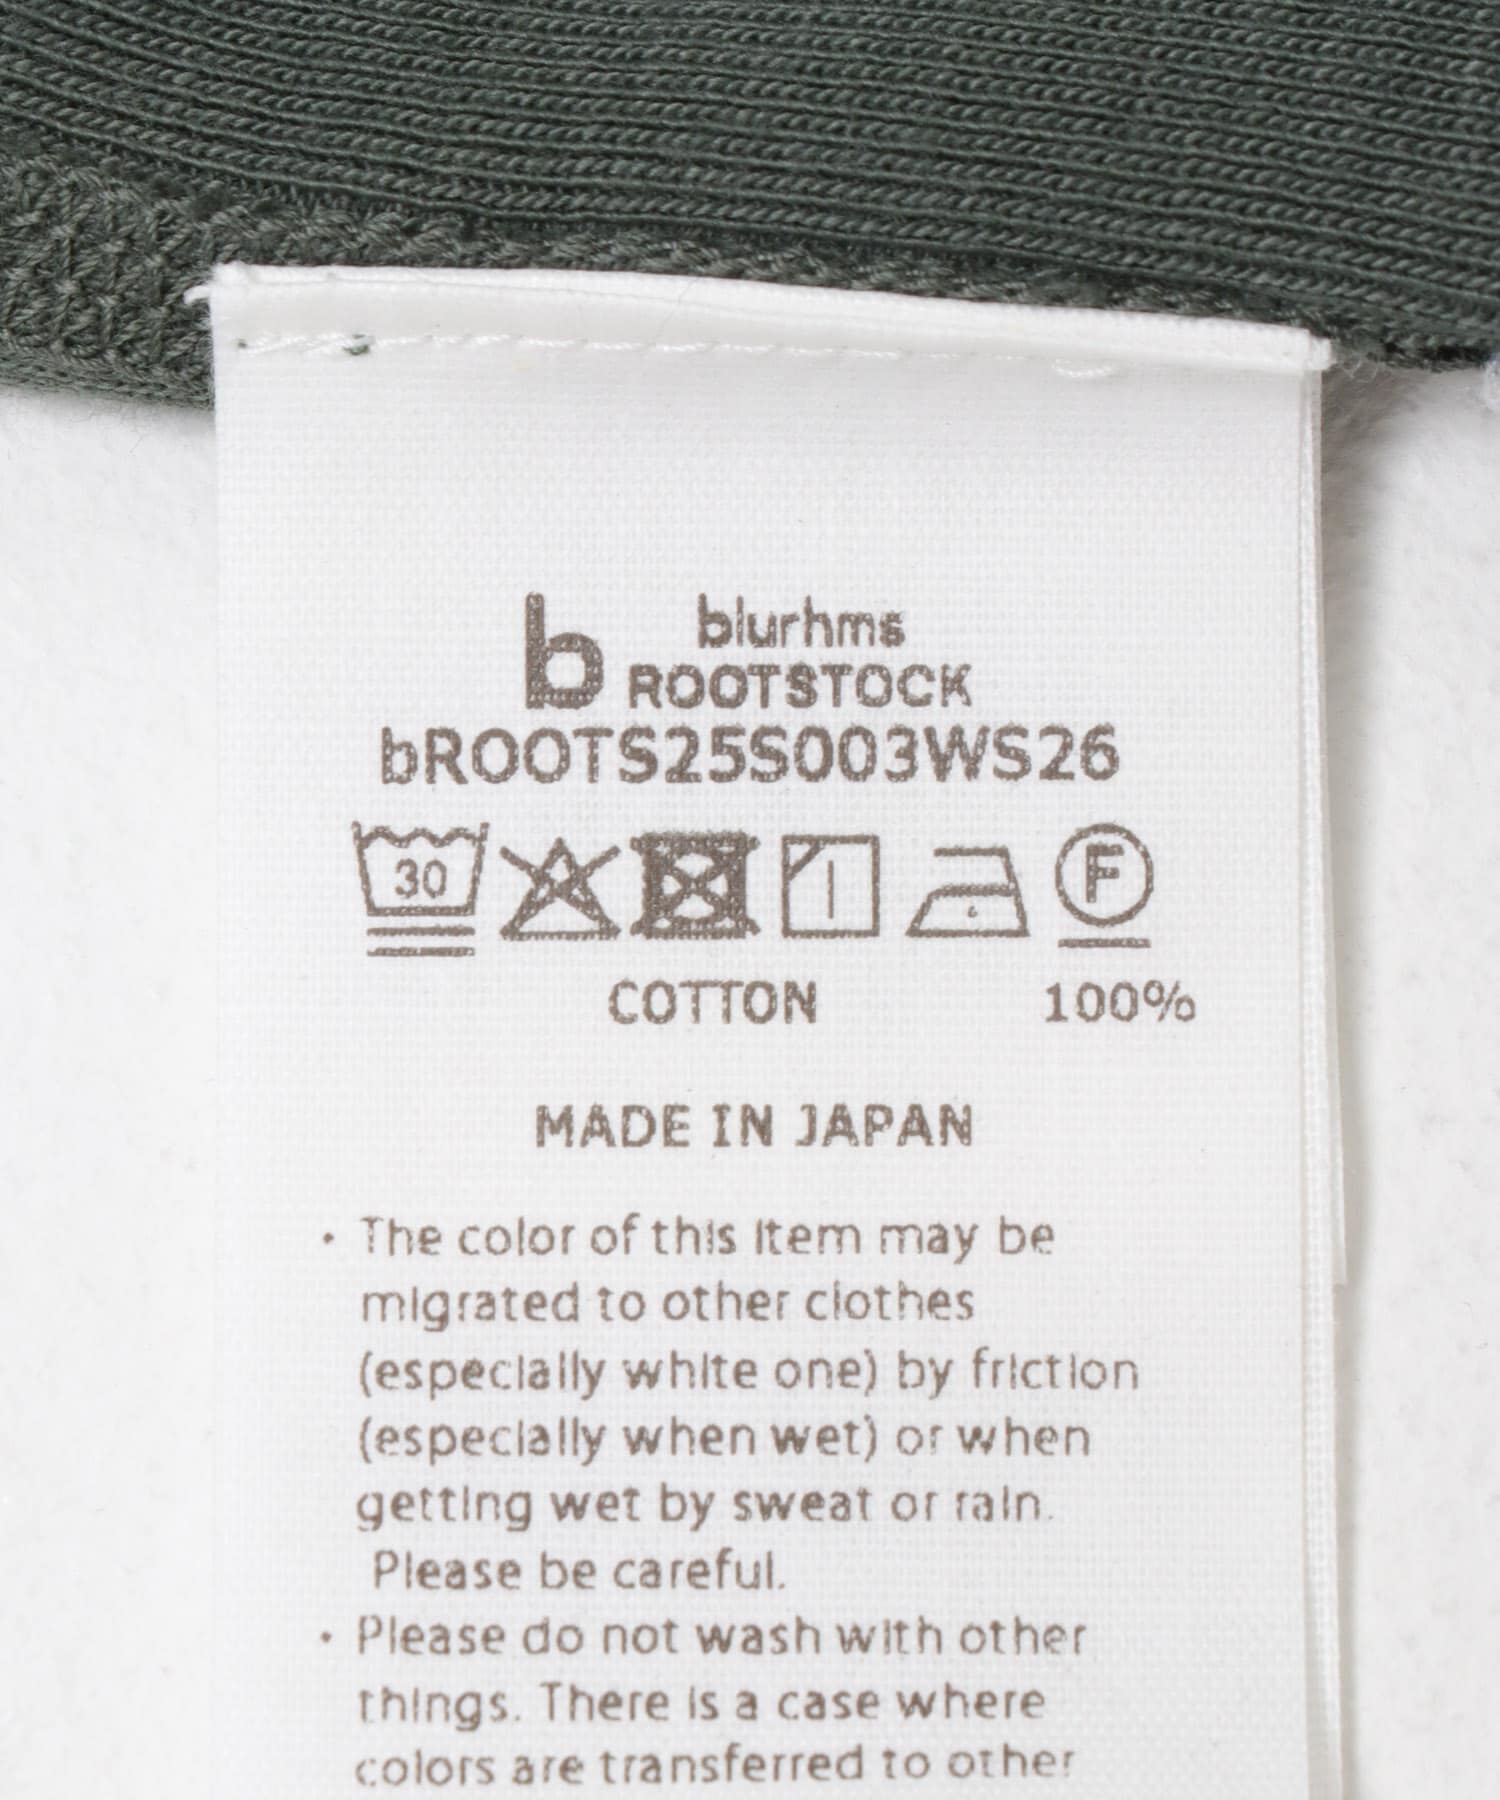 b blurhms
ROOTSTOCK
bROOTS25S003WS26
30 F
COTTON 100%
MADE IN JAPAN
・The color of this item may be
migrated to other clothes
(especially white one) by friction
(especially when wet) or when
getting wet by sweat or rain.
Please be careful.
・Please do not wash with other
things. There is a case where
colors are transferred to other